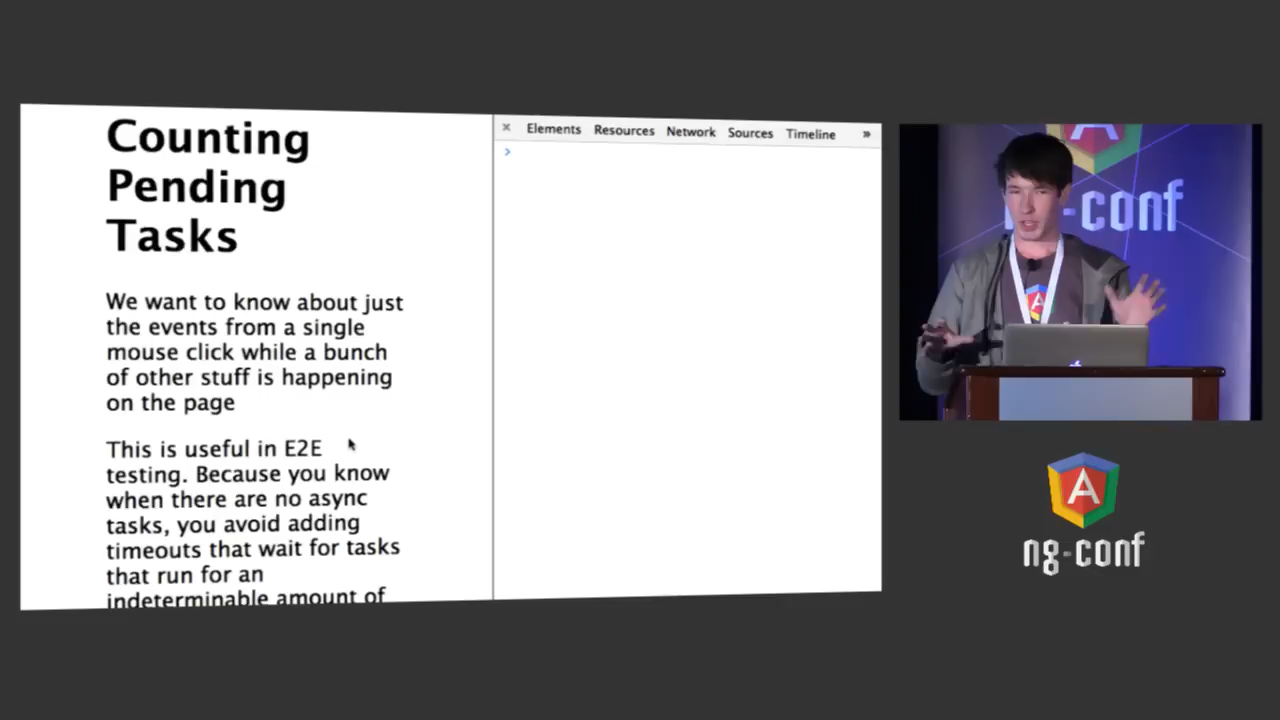 Counting
Pending
Tasks
We want to know about just
the events from a single
mouse click while a bunch
of other stuff is happening
on the page
This is useful in E2E
testing. Because you know
when there are no async
tasks, you avoid adding
timeouts that wait for tasks
that run for an
indeterminable amount of
× Elements Resources Network Sources Timeline »
>
A
-conf
A
A
ng-conf